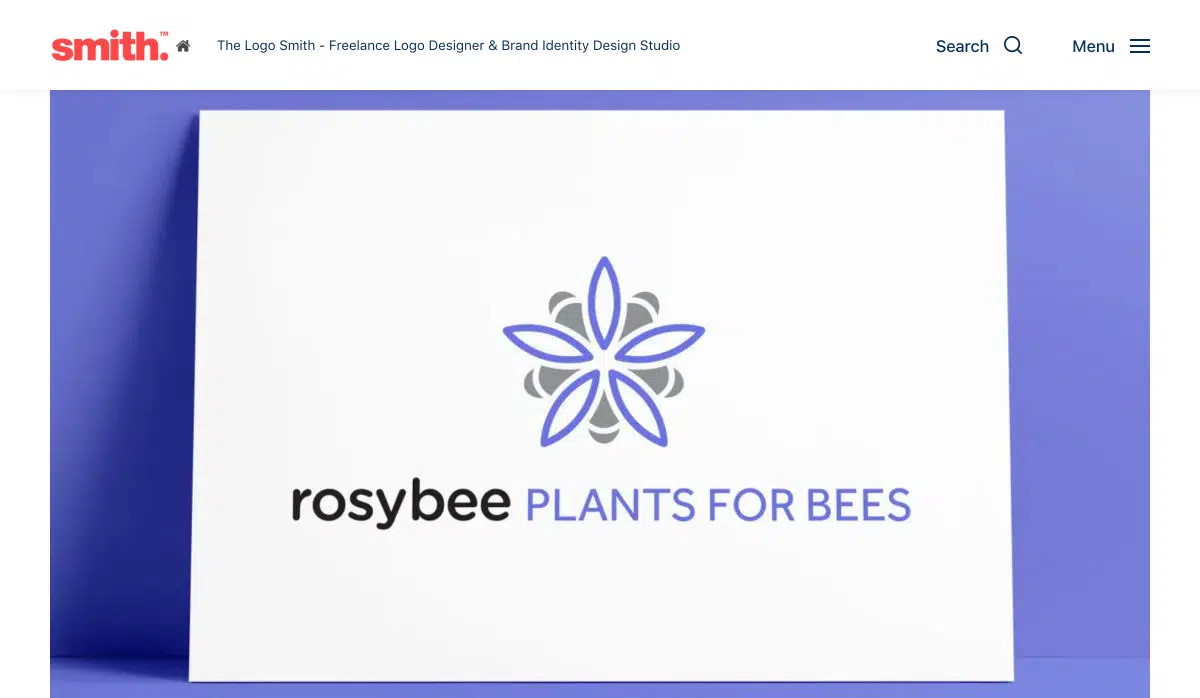 smith.™
The Logo Smith - Freelance Logo Designer & Brand Identity Design Studio
Search
Menu
rosybee PLANTS FOR BEES